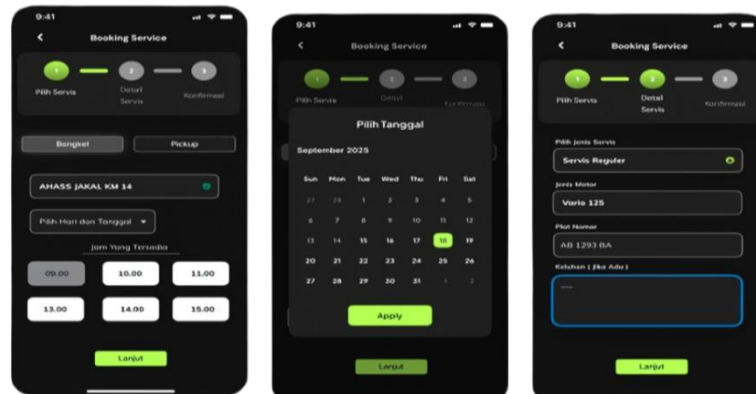 9:41
Booking Service
1 2 3
Pilih Servis Detail Servis Konfirmasi
Bengkel Pickup
AHASS JAKAL KM 14
Pilih Hari dan Tanggal
Jam Yang Tersedia
09.00 10.00 11.00
13.00 14.00 15.00
Lanjut
9:41
Booking Service
1 2 3
Pilih Servis Detail Konfirmasi
Pilih Tanggal
September 2025
Sun Mon Tue Wed Thu Fri Sat
27 28 1 2 3 4 5
6 7 8 9 10 11 12
13 14 15 16 17 18 19
20 21 22 23 24 25 26
27 28 29 30 31 1 2
Apply
Lanjut
9:41
Booking Service
1 2 3
Pilih Servis Detail Servis Konfirmasi
Pilih Jenis Servis
Servis Reguler
Jenis Motor
Vario 125
Plat Nomor
AB 1293 BA
Keluhan ( Jika Ada )
Lanjut